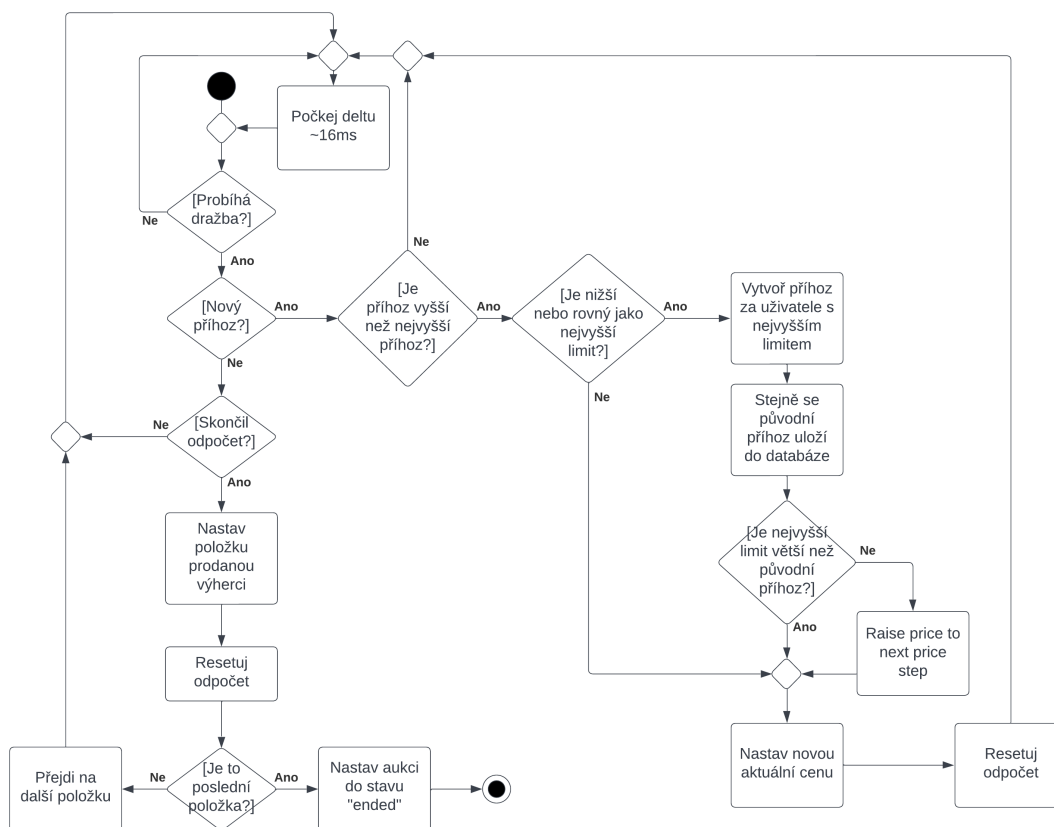 Počkej deltu
~16ms
[Probíhá
dražba?]
Ne
Ano
[Nový
příhoz?]
Ano
Ne
[Je
příhoz vyšší
než nejvyšší
příhoz?]
Ne
Ano
[Je nižší
nebo rovný jako
nejvyšší
limit?]
Ano
Ne
Vytvoř příhoz
za uživatele s
nejvyšším
limitem
Stejně se
původní
příhoz uloží
do databáze
[Skončil
odpočet?]
Ne
Ano
Nastav
položku
prodanou
výherci
[Je nejvyšší
limit větší než
původní
příhoz?]
Ne
Ano
Raise price to
next price
step
Resetuj
odpočet
Přejdi na
další položku
Ne
[Je to
poslední
položka?]
Ano
Nastav aukci
do stavu
"ended"
Nastav novou
aktuální cenu
Resetuj
odpočet